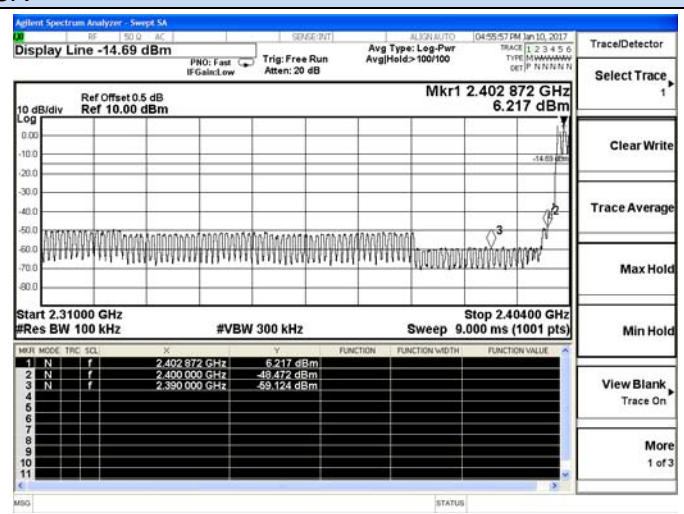 Agilent Spectrum Analyzer - Swept SA
RF 50 Ω AC SENSE:INT ALIGN AUTO 04:55:57 PM Jan 10, 2017
Display Line -14.69 dBm
PNO: Fast
IFGain:Low
Trig: Free Run
Atten: 20 dB
Avg Type: Log-Pwr
Avg|Hold:> 100/100
TRACE 1 2 3 4 5 6
TYPE
DET P N N N N N
Trace/Detector
Select Trace
1
Clear Write
Trace Average
Max Hold
Min Hold
View Blank
Trace On
More
1 of 3
Ref Offset 0.5 dB
10 dB/div Ref 10.00 dBm
Mkr1 2.402 872 GHz
6.217 dBm
Log
0.00
-10.0
-14.69 dBm
-20.0
-30.0
-40.0
2
-50.0
3
-60.0
-70.0
-80.0
Start 2.31000 GHz Stop 2.40400 GHz
#Res BW 100 kHz #VBW 300 kHz Sweep 9.000 ms (1001 pts)
MKR MODE TRC SCL X Y FUNCTION FUNCTION WIDTH FUNCTION VALUE
1 N f 2.402 872 GHz 6.217 dBm
2 N f 2.400 000 GHz -48.472 dBm
3 N f 2.390 000 GHz -59.124 dBm
4
5
6
7
8
9
10
11
MSG STATUS